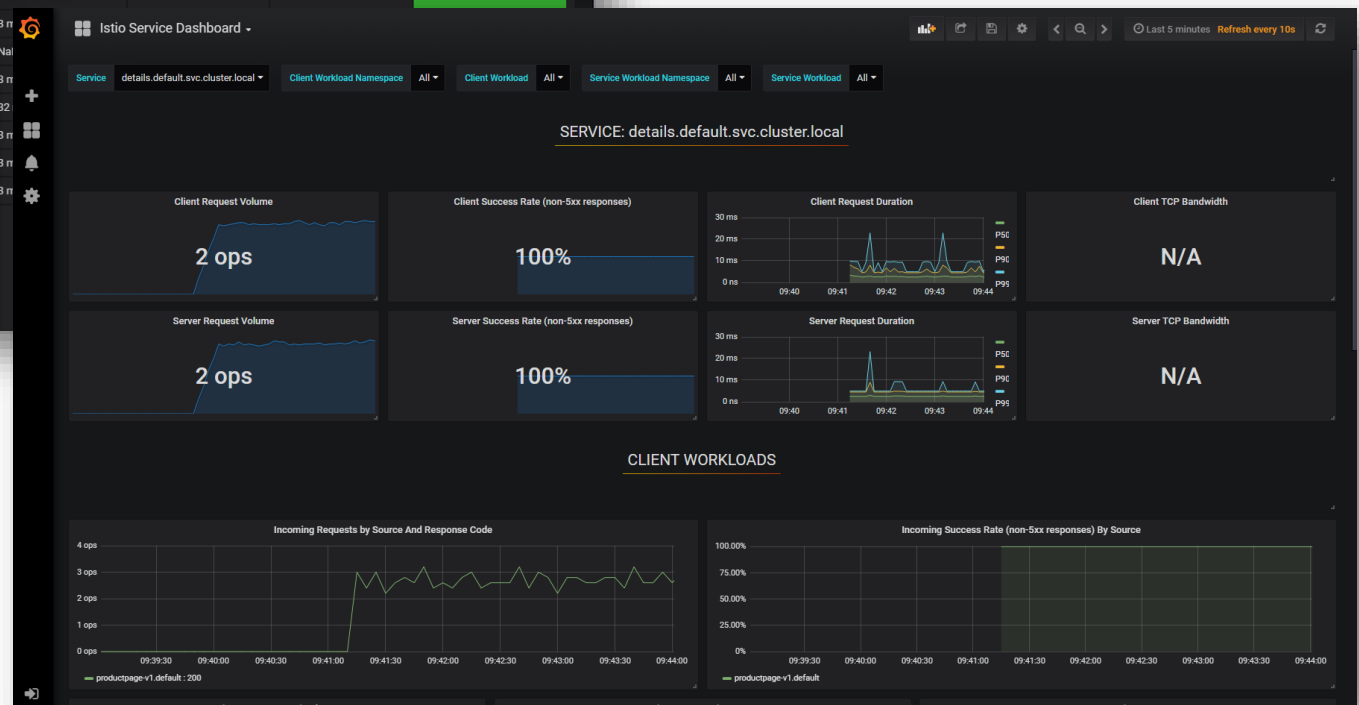 Istio Service Dashboard
Last 5 minutes Refresh every 10s
Service details.default.svc.cluster.local Client Workload Namespace All Client Workload All Service Workload Namespace All Service Workload All
SERVICE: details.default.svc.cluster.local
Client Request Volume
2 ops
Client Success Rate (non-5xx responses)
100%
Client Request Duration
30 ms
20 ms
10 ms
0 ns
09:40 09:41 09:42 09:43 09:44
P50
P90
P99
Client TCP Bandwidth
N/A
Server Request Volume
2 ops
Server Success Rate (non-5xx responses)
100%
Server Request Duration
30 ms
20 ms
10 ms
0 ns
09:40 09:41 09:42 09:43 09:44
P50
P90
P99
Server TCP Bandwidth
N/A
CLIENT WORKLOADS
Incoming Requests by Source And Response Code
4 ops
3 ops
2 ops
1 ops
0 ops
09:39:30 09:40:00 09:40:30 09:41:00 09:41:30 09:42:00 09:42:30 09:43:00 09:43:30 09:44:00
productpage-v1.default : 200
Incoming Success Rate (non-5xx responses) By Source
100.00%
75.00%
50.00%
25.00%
0%
09:39:30 09:40:00 09:40:30 09:41:00 09:41:30 09:42:00 09:42:30 09:43:00 09:43:30 09:44:00
productpage-v1.default